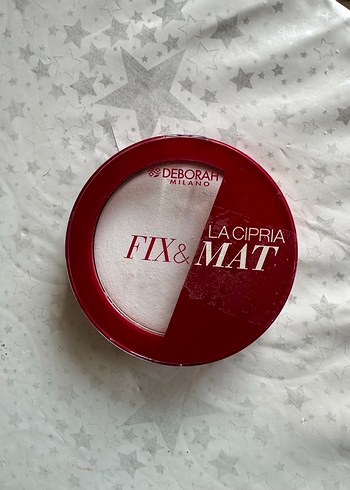 DEBORAH
MILANO
LA CIPRIA
FIX & MAT